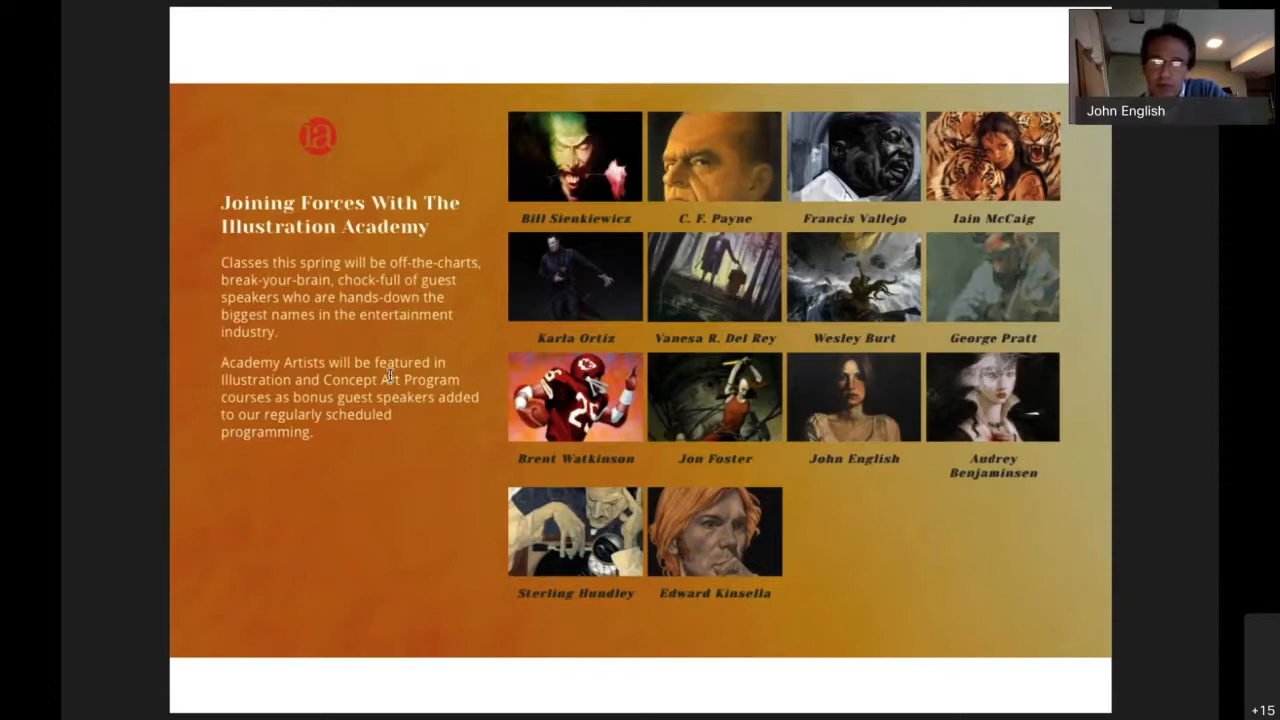 John English
ia
Joining Forces With The
Illustration Academy
Classes this spring will be off-the-charts,
break-your-brain, chock-full of guest
speakers who are hands-down the
biggest names in the entertainment
industry.
Academy Artists will be featured in
Illustration and Concept Art Program
courses as bonus guest speakers added
to our regularly scheduled
programming.
Bill Sienkiewicz
C. F. Payne
Francis Vallejo
Iain McCaig
Karla Ortiz
Vanesa R. Del Rey
Wesley Burt
George Pratt
25
Brent Watkinson
Jon Foster
John English
Audrey
Benjaminsen
Sterling Hundley
Edward Kinsella
+15